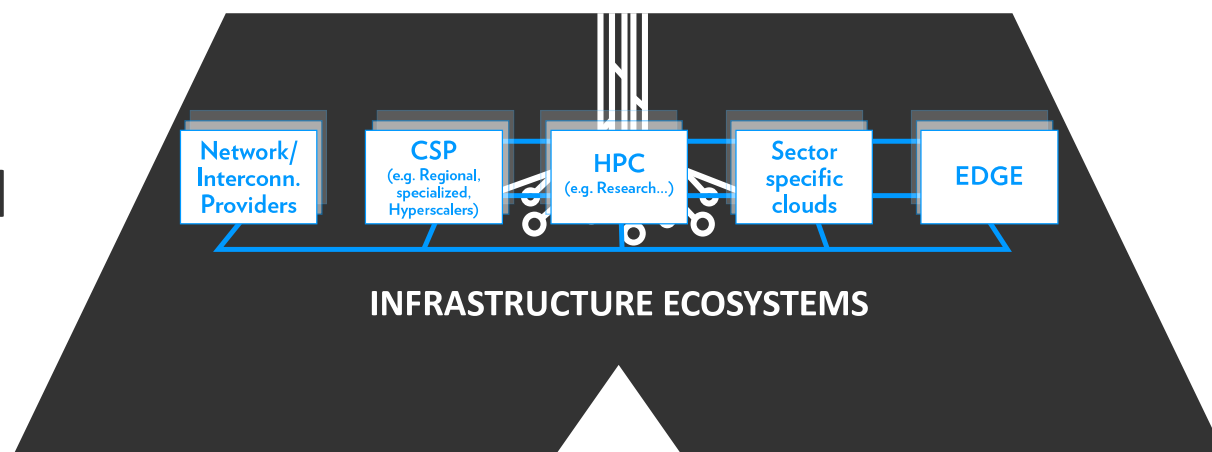 Network/
Interconn.
Providers
CSP
(e.g. Regional,
specialized,
Hyperscalers)
HPC
(e.g. Research...)
Sector
specific
clouds
EDGE
INFRASTRUCTURE ECOSYSTEMS